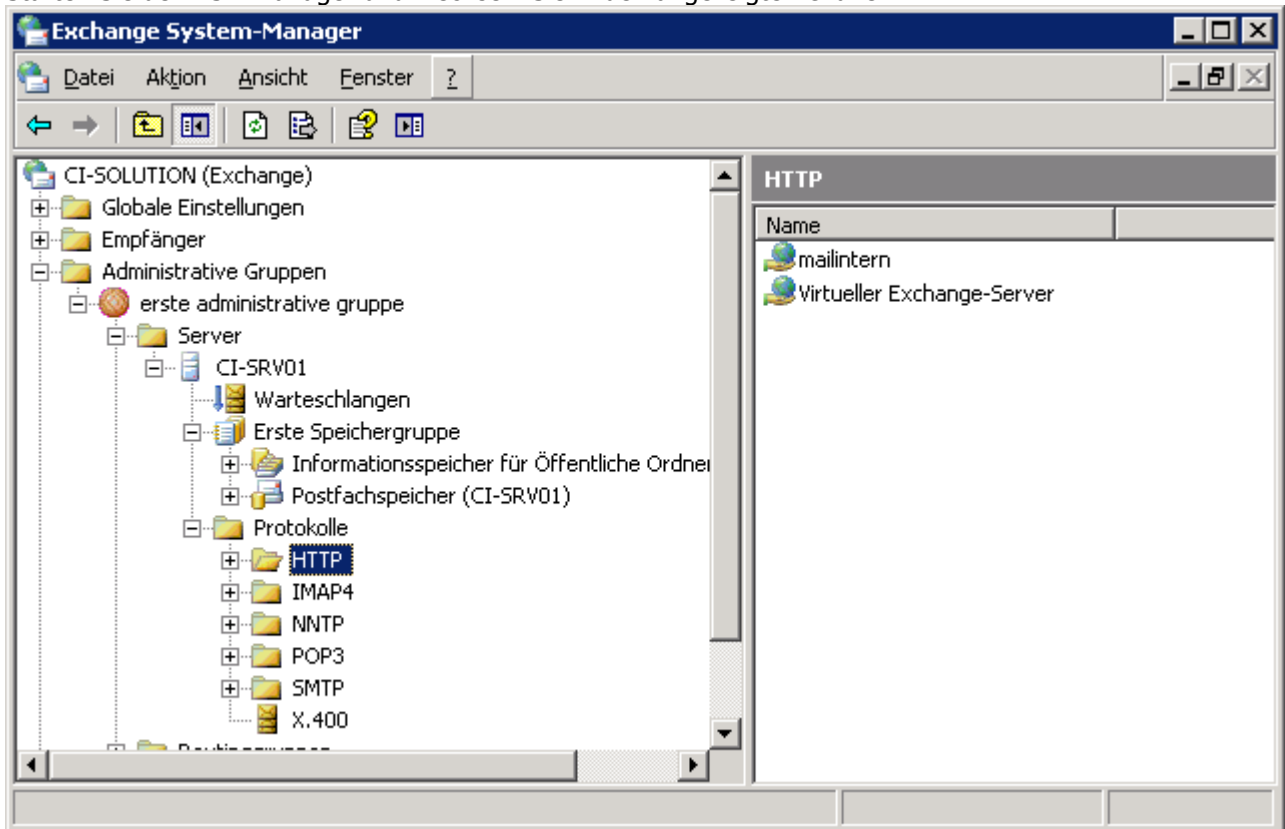 Exchange System-Manager
Datei Aktion Ansicht Fenster ?
CI-SOLUTION (Exchange)
Globale Einstellungen
Empfänger
Administrative Gruppen
erste administrative gruppe
Server
CI-SRV01
Warteschlangen
Erste Speichergruppe
Informationsspeicher für Öffentliche Ordner
Postfachspeicher (CI-SRV01)
Protokolle
HTTP
IMAP4
NNTP
POP3
SMTP
X.400
HTTP
Name
mailintern
Virtueller Exchange-Server